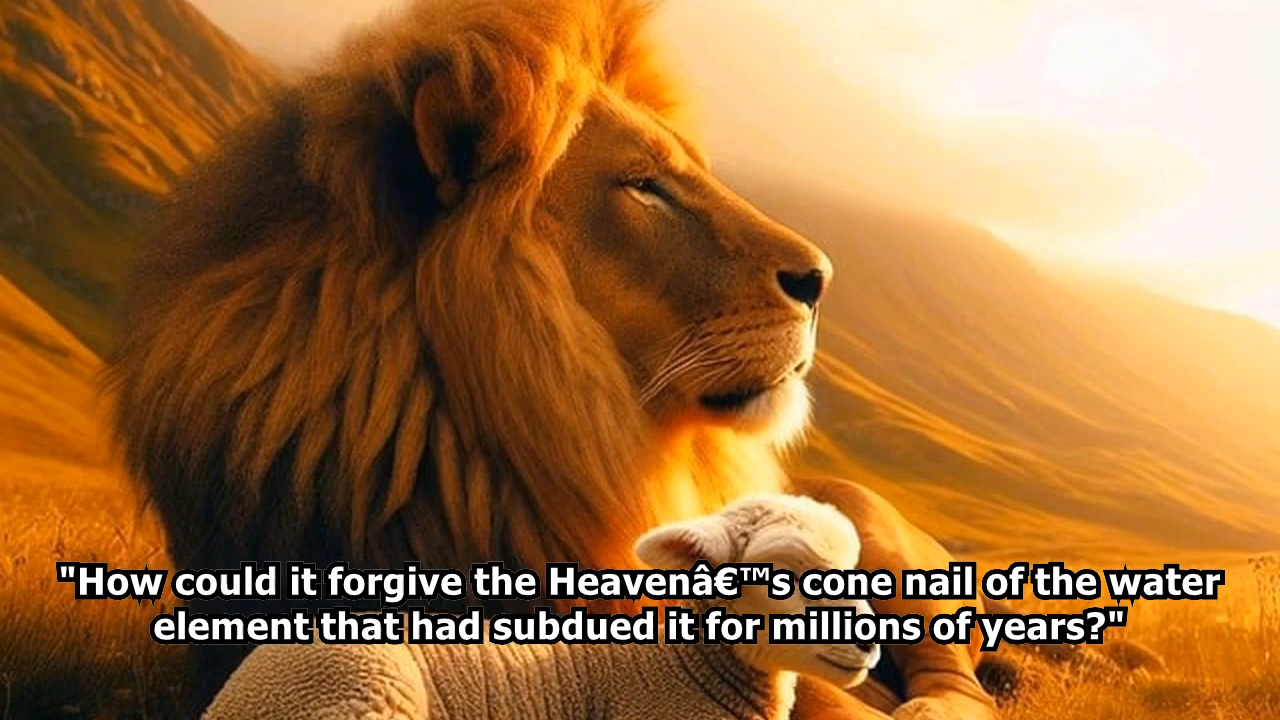 "How could it forgive the Heavenâ€™s cone nail of the water
element that had subdued it for millions of years?"